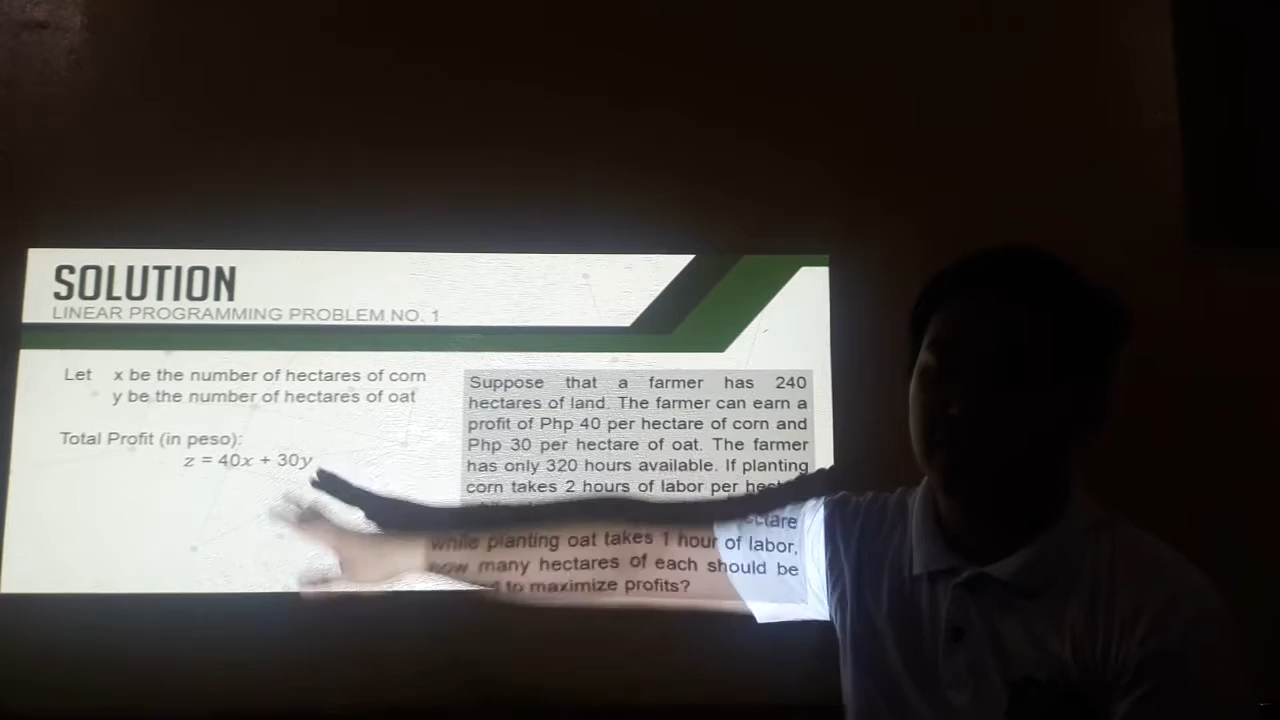 SOLUTION
LINEAR PROGRAMMING PROBLEM NO. 1
Let x be the number of hectares of corn
y be the number of hectares of oat
Total Profit (in peso):
z = 40x + 30y
Suppose that a farmer has 240
hectares of land. The farmer can earn a
profit of Php 40 per hectare of corn and
Php 30 per hectare of oat. The farmer
has only 320 hours available. If planting
corn takes 2 hours of labor per
while planting oat takes 1 hour of labor,
how many hectares of each should be
to maximize profits?